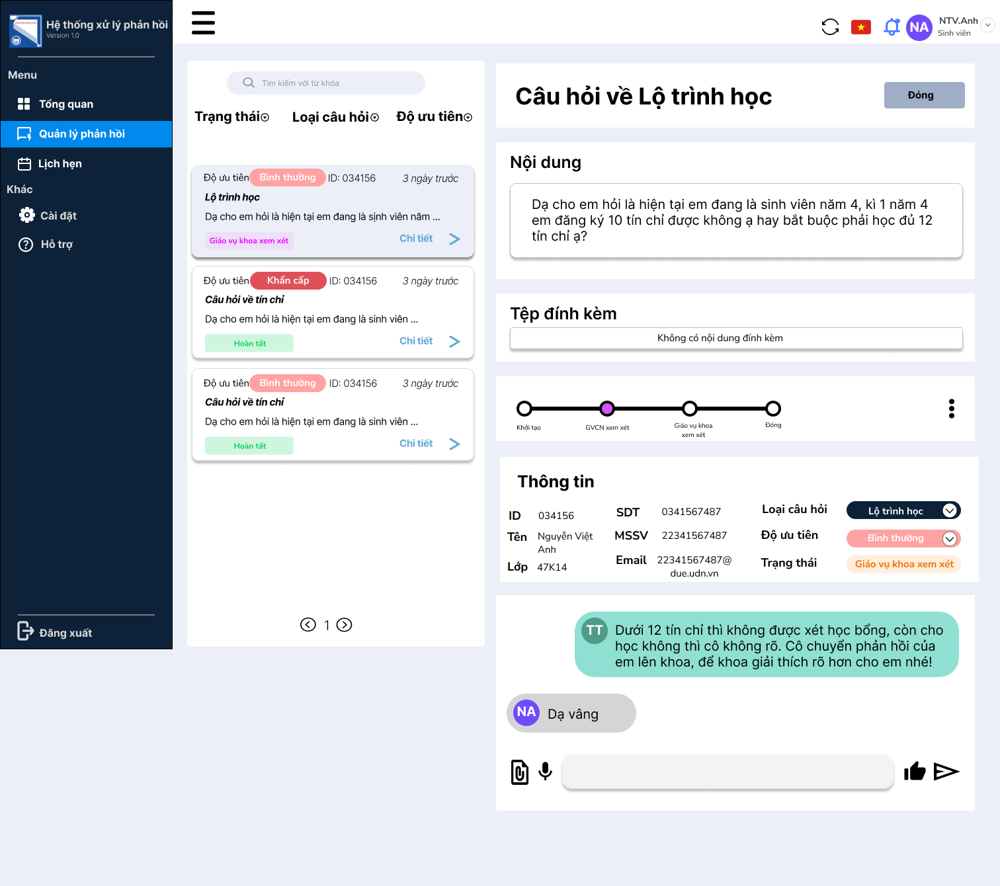 Hệ thống xử lý phản hồi
Version 1.0
Menu
Tổng quan
Quản lý phản hồi
Lịch hẹn
Khác
Cài đặt
Hỗ trợ
Đăng xuất
NA
NTV.Anh
Sinh viên
Tìm kiếm với từ khóa
Trạng thái
Loại câu hỏi
Độ ưu tiên
Độ ưu tiên Bình thường ID: 034156 3 ngày trước
Lộ trình học
Dạ cho em hỏi là hiện tại em đang là sịnh viên năm ...
Giáo vụ khoa xem xét
Chi tiết
Độ ưu tiên Khẩn cấp ID: 034156 3 ngày trước
Câu hỏi về tín chỉ
Dạ cho em hỏi là hiện tại em đang là sinh viên ...
Hoàn tất
Chi tiết
Độ ưu tiên Bình thường ID: 034156 3 ngày trước
Câu hỏi về tín chỉ
Dạ cho em hỏi là hiện tại em đang là sinh viên ...
Hoàn tất
Chi tiết
1
Câu hỏi về Lộ trình học
Đóng
Nội dung
Dạ cho em hỏi là hiện tại em đang là sinh viên năm 4, kì 1 năm 4
em đăng ký 10 tín chỉ được không ạ hay bắt buộc phải học đủ 12
tín chỉ ạ?
Tệp đính kèm
Không có nội dung đính kèm
Khởi tạo
GVCN xem xét
Giáo vụ khoa
xem xét
Đóng
Thông tin
ID 034156
Tên Nguyễn Việt
Anh
Lớp 47K14
SDT 0341567487
MSSV 22341567487
Email 22341567487@
due.udn.vn
Loại câu hỏi Lộ trình học
Độ ưu tiên Bình thường
Trạng thái Giáo vụ khoa xem xét
TT
Dưới 12 tín chỉ thì không được xét học bổng, còn cho
học không thì cô không rõ. Cô chuyển phản hồi của
em lên khoa, để khoa giải thích rõ hơn cho em nhé!
NA
Dạ vâng